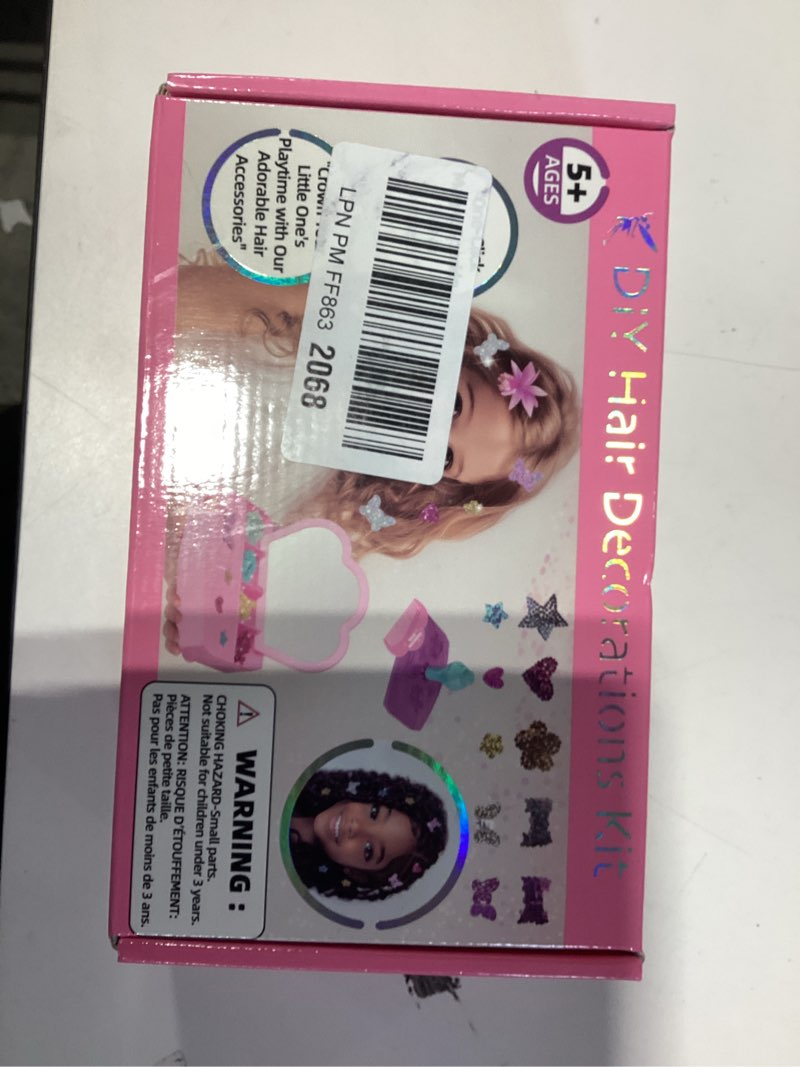 DIY Hair Decorations Kit
5+
AGES
"Crown
Little One's
Playtime with Our
Adorable Hair
Accessories"
LPN PM FF863 2068
WARNING :
CHOKING HAZARD-Small parts.
Not suitable for children under 3 years.
ATTENTION: RISQUE D'ÉTOUFFEMENT:
Pièces de petite taille.
Pas pour les enfants de moins de 3 ans.